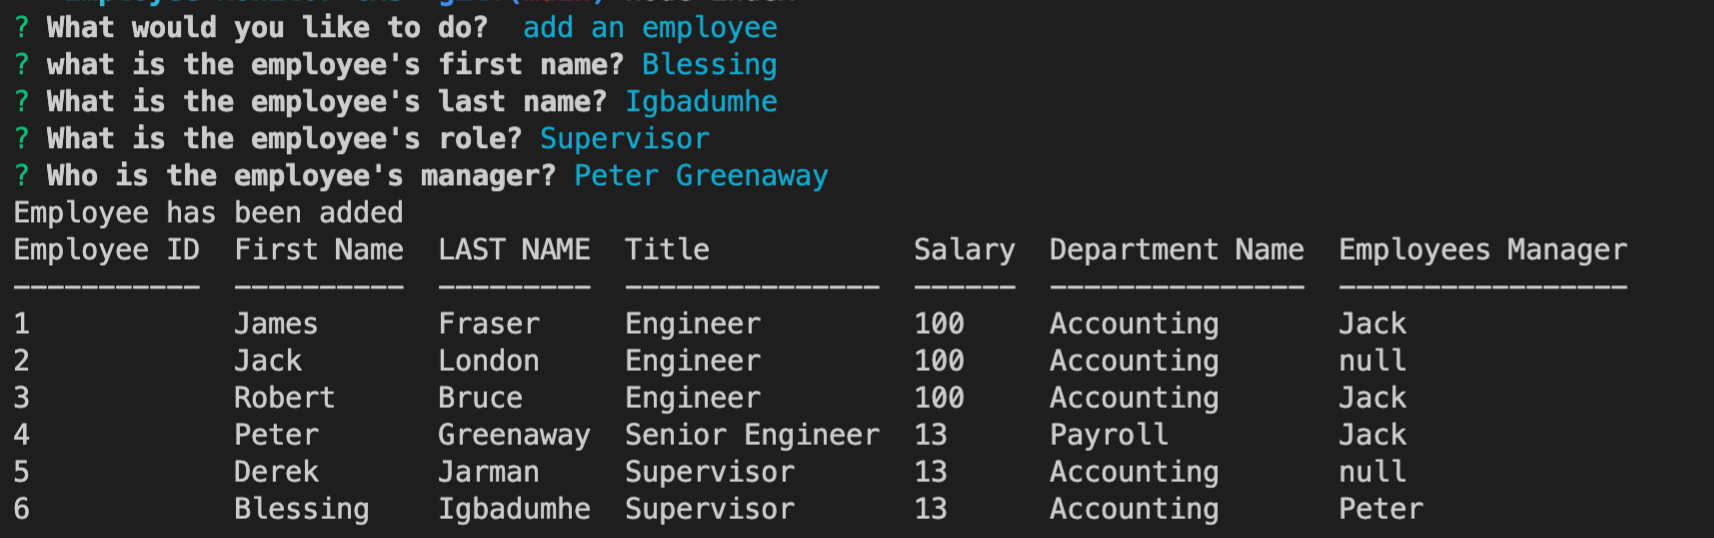 ? What would you like to do?  add an employee
? what is the employee's first name? Blessing
? What is the employee's last name? Igbadumhe
? What is the employee's role? Supervisor
? Who is the employee's manager? Peter Greenaway
Employee has been added
Employee ID  First Name  LAST NAME  Title            Salary  Department Name  Employees Manager
-----------  ----------  ---------  ---------------  ------  ---------------  -----------------
1            James       Fraser     Engineer         100     Accounting       Jack
2            Jack        London     Engineer         100     Accounting       null
3            Robert      Bruce      Engineer         100     Accounting       Jack
4            Peter       Greenaway  Senior Engineer  13      Payroll          Jack
5            Derek       Jarman     Supervisor       13      Accounting       null
6            Blessing    Igbadumhe  Supervisor       13      Accounting       Peter